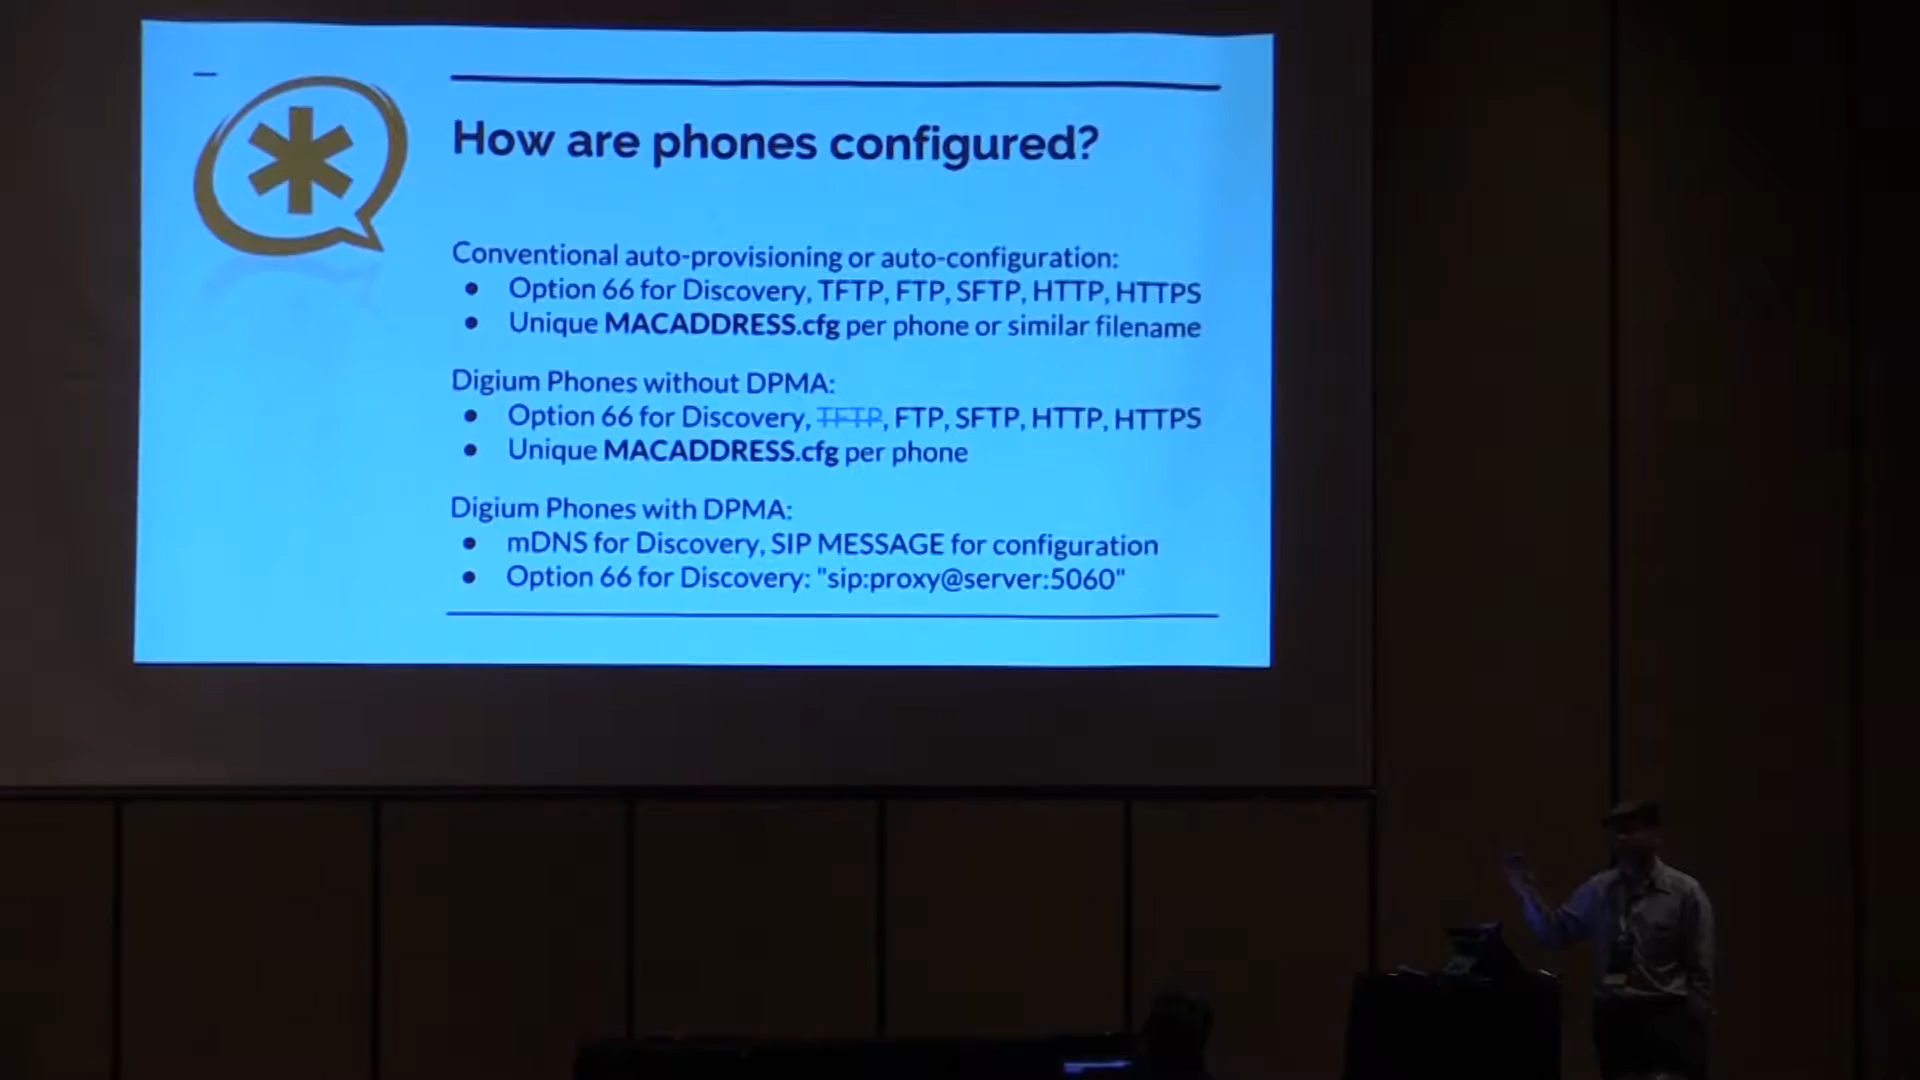 How are phones configured?
Conventional auto-provisioning or auto-configuration:
● Option 66 for Discovery, TFTP, FTP, SFTP, HTTP, HTTPS
● Unique MACADDRESS.cfg per phone or similar filename
Digium Phones without DPMA:
● Option 66 for Discovery, TFTP, FTP, SFTP, HTTP, HTTPS
● Unique MACADDRESS.cfg per phone
Digium Phones with DPMA:
● mDNS for Discovery, SIP MESSAGE for configuration
● Option 66 for Discovery: "sip:proxy@server:5060"